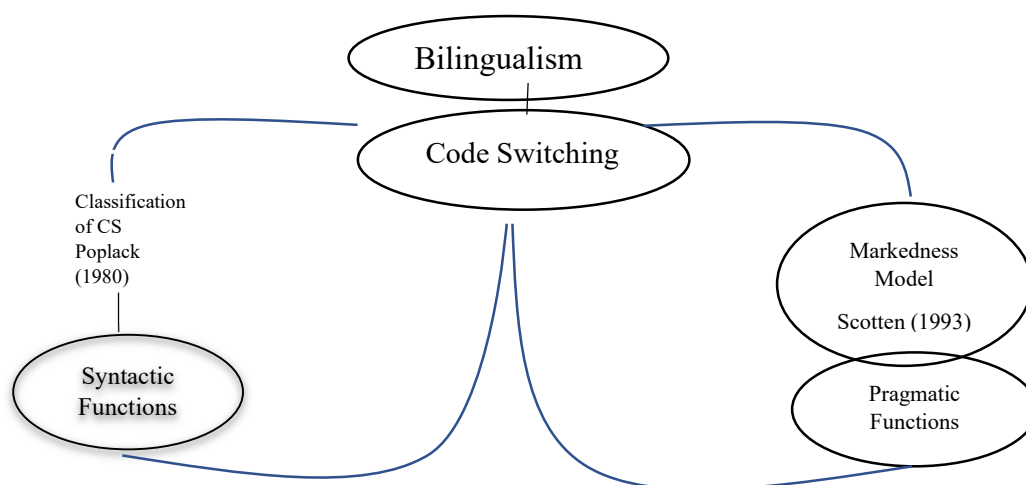 Bilingualism
Code Switching
Classification
of CS
Poplack
(1980)
Syntactic
Functions
Markedness
Model
Scotten (1993)
Pragmatic
Functions